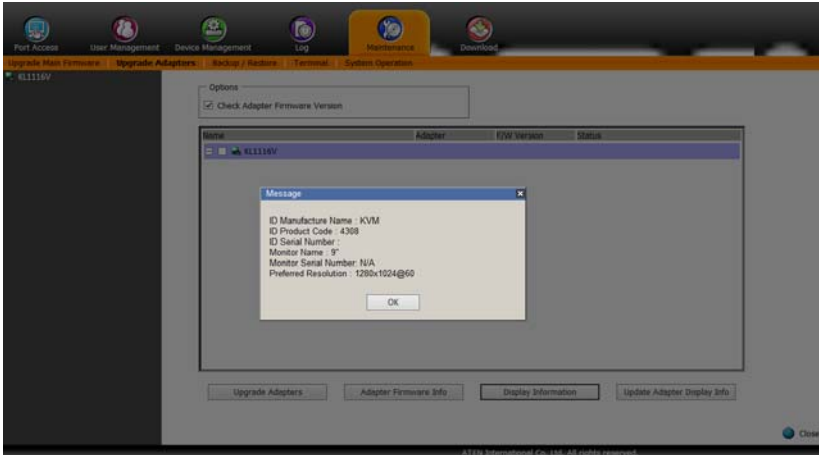 Port Access User Management Device Management Log Maintenance Download
Upgrade Main Firmware Upgrade Adapters Backup / Restore Terminal System Operation
KL1116V
Options
Check Adapter Firmware Version
Name Adapter F/W Version Status
KL1116V
Message
ID Manufacture Name : KVM
ID Product Code : 4308
ID Serial Number :
Monitor Name : 9"
Monitor Serial Number: N/A
Preferred Resolution : 1280x1024@60
OK
Upgrade Adapters Adapter Firmware Info Display Information Update Adapter Display Info
Close
ATEN International Co., Ltd. All rights reserved.